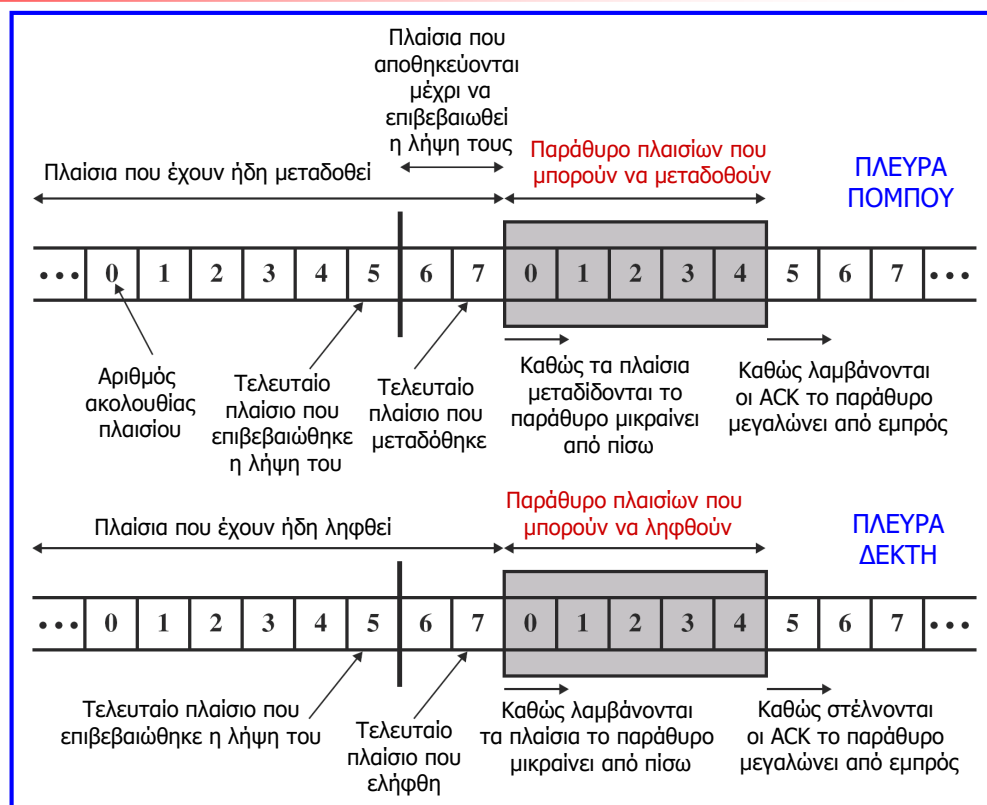 Πλαίσια που
αποθηκεύονται
μέχρι να
επιβεβαιωθεί
η λήψη τους
Πλαίσια που έχουν ήδη μεταδοθεί
Παράθυρο πλαισίων που
μπορούν να μεταδοθούν
ΠΛΕΥΡΑ
ΠΟΜΠΟΥ
••• 0 1 2 3 4 5 6 7 0 1 2 3 4 5 6 7 •••
Αριθμός
ακολουθίας
πλαισίου
Τελευταίο
πλαίσιο που
επιβεβαιώθηκε
η λήψη του
Τελευταίο
πλαίσιο που
μεταδόθηκε
Καθώς τα πλαίσια
μεταδίδονται το
παράθυρο μικραίνει
από πίσω
Καθώς λαμβάνονται
οι ACK το παράθυρο
μεγαλώνει από εμπρός
Πλαίσια που έχουν ήδη ληφθεί
Παράθυρο πλαισίων που
μπορούν να ληφθούν
ΠΛΕΥΡΑ
ΔΕΚΤΗ
••• 0 1 2 3 4 5 6 7 0 1 2 3 4 5 6 7 •••
Τελευταίο πλαίσιο που
επιβεβαιώθηκε η λήψη του
Τελευταίο
πλαίσιο που
ελήφθη
Καθώς λαμβάνονται
τα πλαίσια το παράθυρο
μικραίνει από πίσω
Καθώς στέλνονται
οι ACK το παράθυρο
μεγαλώνει από εμπρός